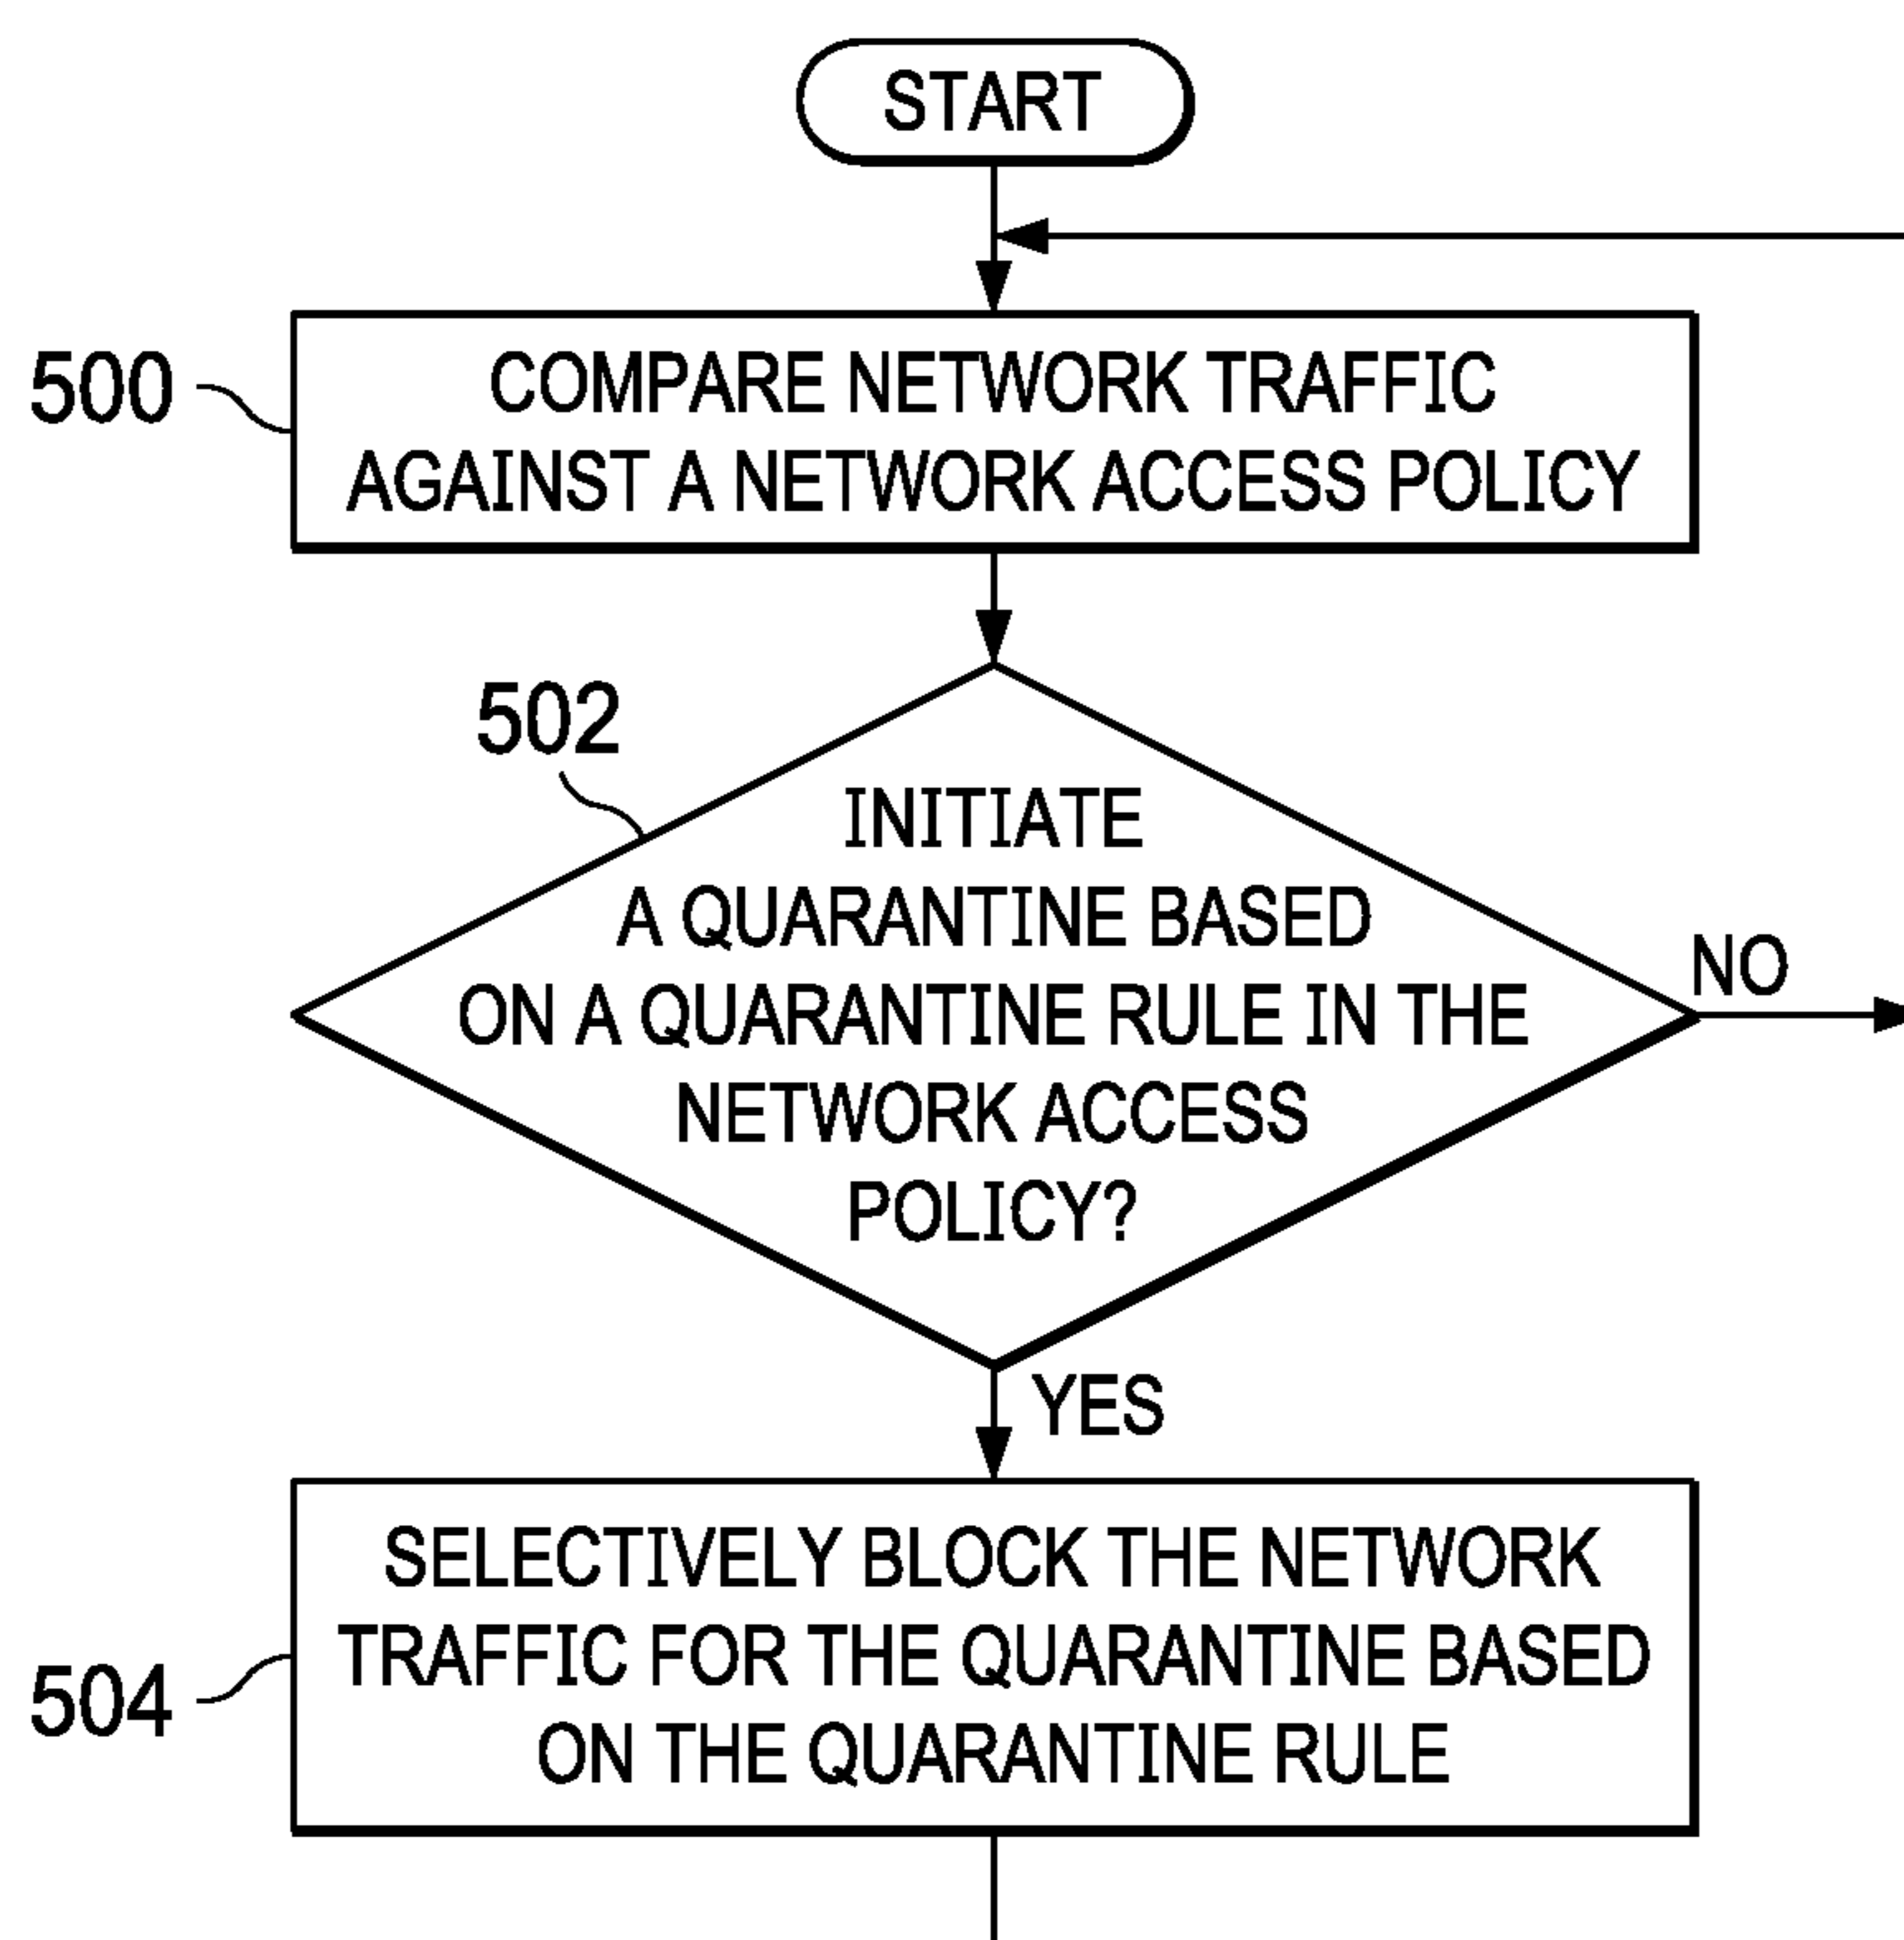 START
500
COMPARE NETWORK TRAFFIC
AGAINST A NETWORK ACCESS POLICY
502
INITIATE
A QUARANTINE BASED
ON A QUARANTINE RULE IN THE
NETWORK ACCESS
POLICY?
NO
YES
504
SELECTIVELY BLOCK THE NETWORK
TRAFFIC FOR THE QUARANTINE BASED
ON THE QUARANTINE RULE